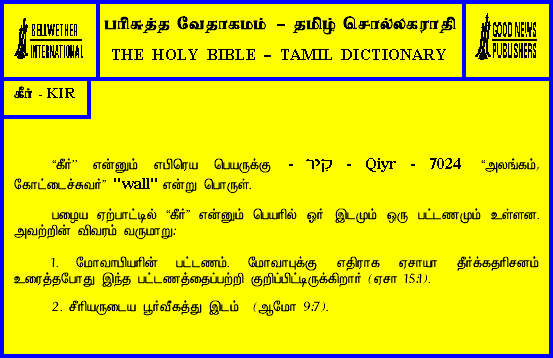 BELLWETHER
INTERNATIONAL
பரிசுத்த வேதாகமம் – தமிழ் சொல்லகராதி
THE HOLY BIBLE – TAMIL DICTIONARY
GOOD NEWS
PUBLISHERS
கீர் - KIR
“கீர்” என்னும் எபிரெய பெயருக்கு - קִיר - Qiyr - 7024 “அலங்கம்,
கோட்டைச்சுவர்” "wall" என்று பொருள்.
பழைய ஏற்பாட்டில் “கீர்” என்னும் பெயரில் ஓர் இடமும் ஒரு பட்டணமும் உள்ளன.
அவற்றின் விவரம் வருமாறு:
1. மோவாபியரின் பட்டணம். மோவாபுக்கு எதிராக ஏசாயா தீர்க்கதரிசனம்
உரைத்தபோது இந்த பட்டணத்தைப்பற்றி குறிப்பிட்டிருக்கிறார் (ஏசா 15:1).
2. சீரியருடைய பூர்வீகத்து இடம் (ஆமோ 9:7).